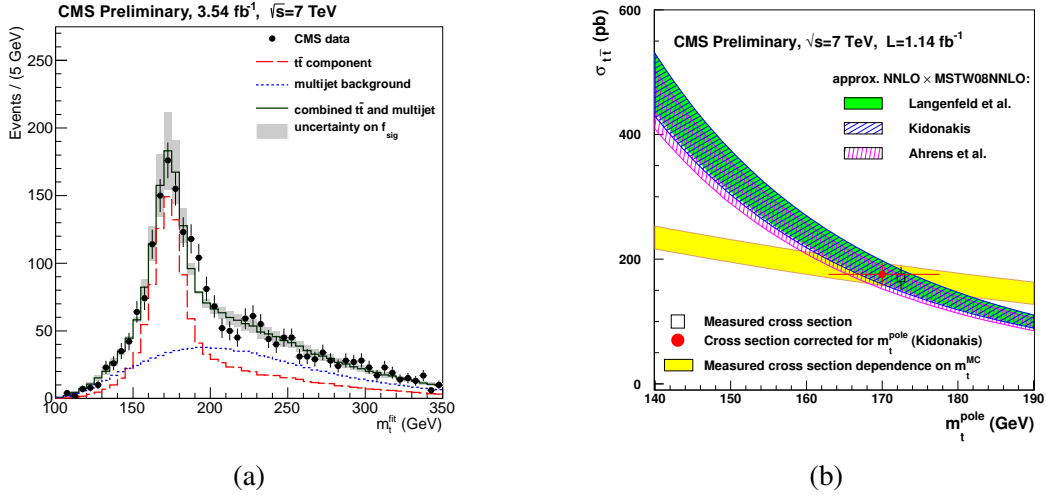 CMS Preliminary, 3.54 fb⁻¹, √s=7 TeV
Events / (5 GeV)
250
200
150
100
50
0
CMS data
tt̄ component
multijet background
combined tt̄ and multijet
uncertainty on f_sig
100 150 200 250 300 350
m_t^fit (GeV)
(a)
σ_tt̄ (pb)
600
400
200
0
CMS Preliminary, √s=7 TeV, L=1.14 fb⁻¹
approx. NNLO × MSTW08NNLO:
Langenfeld et al.
Kidonakis
Ahrens et al.
Measured cross section
Cross section corrected for m_t^pole (Kidonakis)
Measured cross section dependence on m_t^MC
140 150 160 170 180 190
m_t^pole (GeV)
(b)